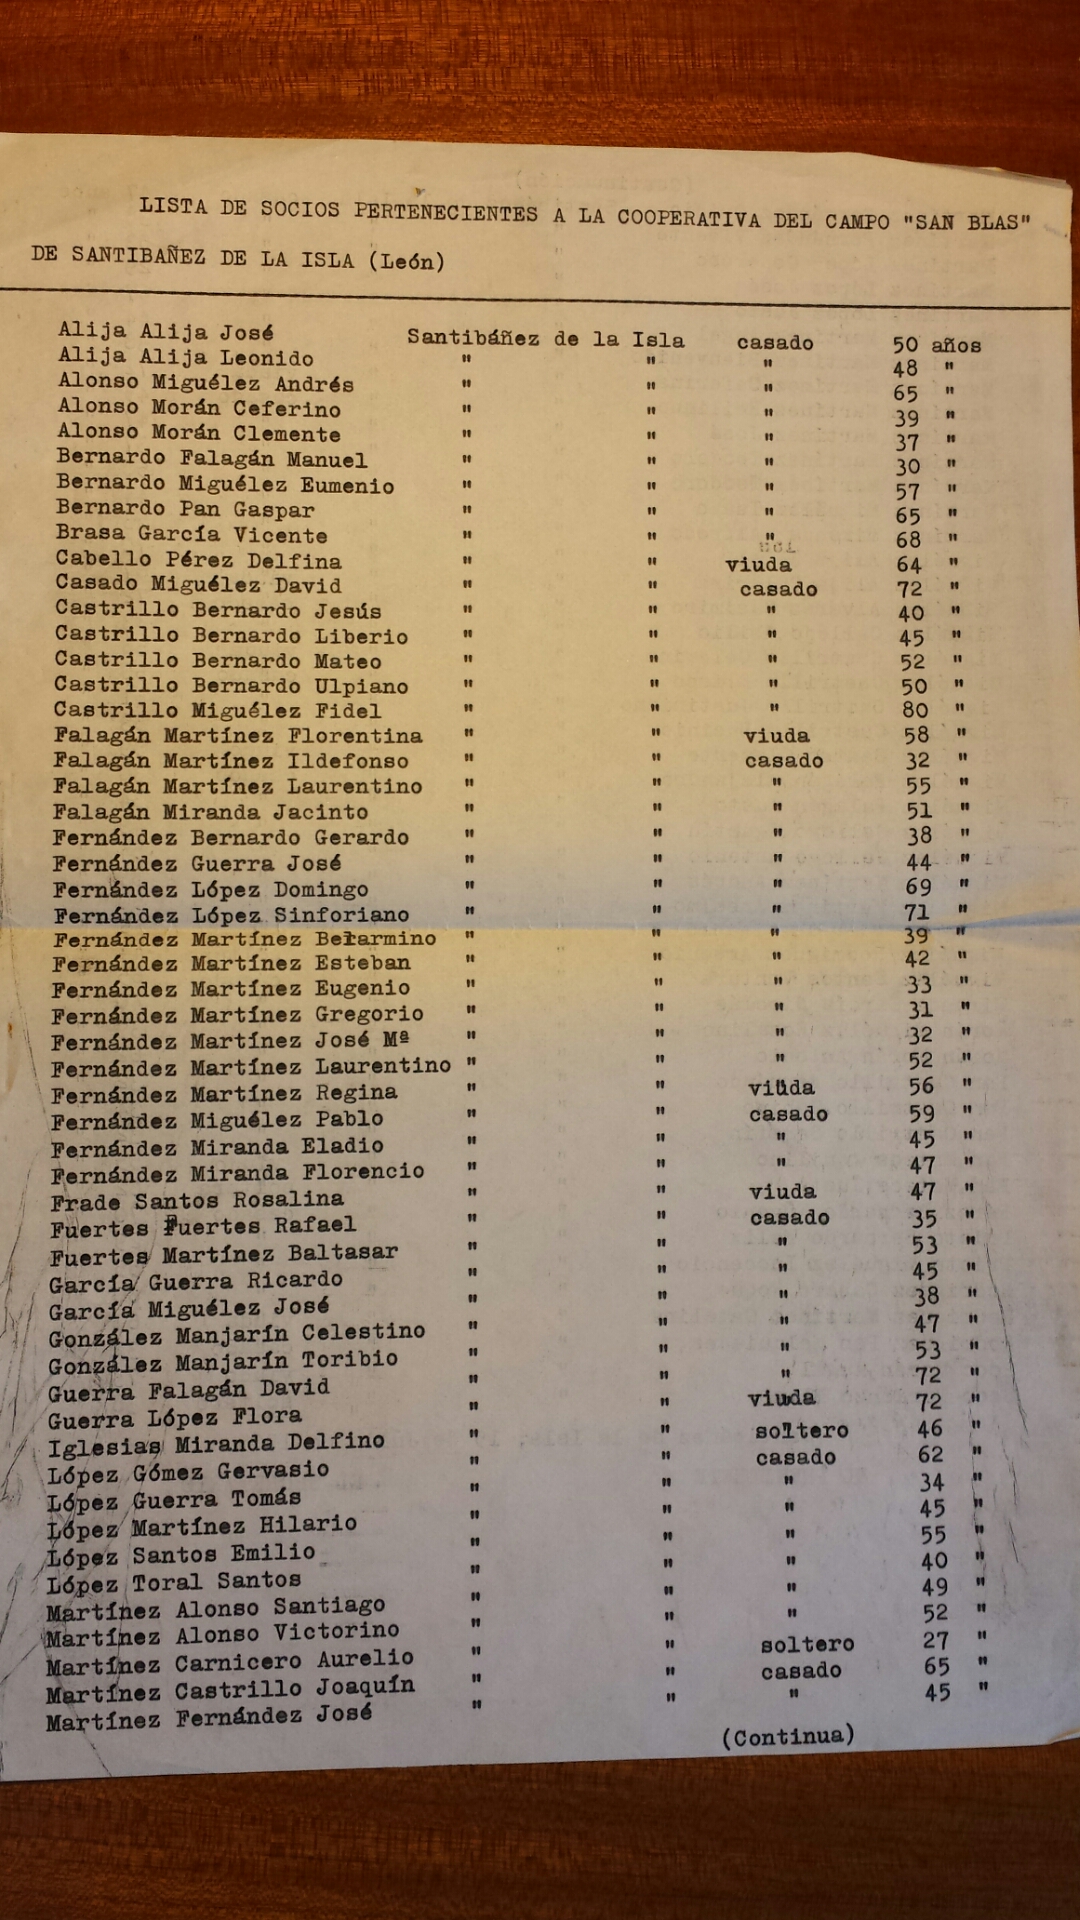 LISTA DE SOCIOS PERTENECIENTES A LA COOPERATIVA DEL CAMPO "SAN BLAS"
DE SANTIBAÑEZ DE LA ISLA (León)
Alija Alija José Santibáñez de la Isla casado 50 años
Alija Alija Leonido " " " 48 "
Alonso Miguélez Andrés " " " 65 "
Alonso Morán Ceferino " " " 39 "
Alonso Morán Clemente " " " 37 "
Bernardo Falagán Manuel " " " 30 "
Bernardo Miguélez Eumenio " " " 57 "
Bernardo Pan Gaspar " " " 65 "
Brasa García Vicente " " " 68 "
Cabello Pérez Delfina " " viuda 64 "
Casado Miguélez David " " casado 72 "
Castrillo Bernardo Jesús " " " 40 "
Castrillo Bernardo Liberio " " " 45 "
Castrillo Bernardo Mateo " " " 52 "
Castrillo Bernardo Ulpiano " " " 50 "
Castrillo Miguélez Fidel " " " 80 "
Falagán Martínez Florentina " " viuda 58 "
Falagán Martínez Ildefonso " " casado 32 "
Falagán Martínez Laurentino " " " 55 "
Falagán Miranda Jacinto " " " 51 "
Fernández Bernardo Gerardo " " " 38 "
Fernández Guerra José " " " 44 "
Fernández López Domingo " " " 69 "
Fernández López Sinforiano " " " 71 "
Fernández Martínez Belarmino " " " 39 "
Fernández Martínez Esteban " " " 42 "
Fernández Martínez Eugenio " " " 33 "
Fernández Martínez Gregorio " " " 31 "
Fernández Martínez José Mª " " " 32 "
Fernández Martínez Laurentino " " " 52 "
Fernández Martínez Regina " " viuda 56 "
Fernández Miguélez Pablo " " casado 59 "
Fernández Miranda Eladio " " " 45 "
Fernández Miranda Florencio " " " 47 "
Frade Santos Rosalina " " viuda 47 "
Fuertes Fuertes Rafael " " casado 35 "
Fuertes Martínez Baltasar " " " 53 "
García Guerra Ricardo " " " 45 "
García Miguélez José " " " 38 "
González Manjarín Celestino " " " 47 "
González Manjarín Toribio " " " 53 "
Guerra Falagán David " " " 72 "
Guerra López Flora " " viuda 72 "
Iglesias Miranda Delfino " " soltero 46 "
López Gómez Gervasio " " casado 62 "
López Guerra Tomás " " " 34 "
López Martínez Hilario " " " 45 "
López Santos Emilio " " " 55 "
López Toral Santos " " " 40 "
Martínez Alonso Santiago " " " 49 "
Martínez Alonso Victorino " " " 52 "
Martínez Carnicero Aurelio " " soltero 27 "
Martínez Castrillo Joaquín " " casado 65 "
Martínez Fernández José " " " 45 "
(Continua)